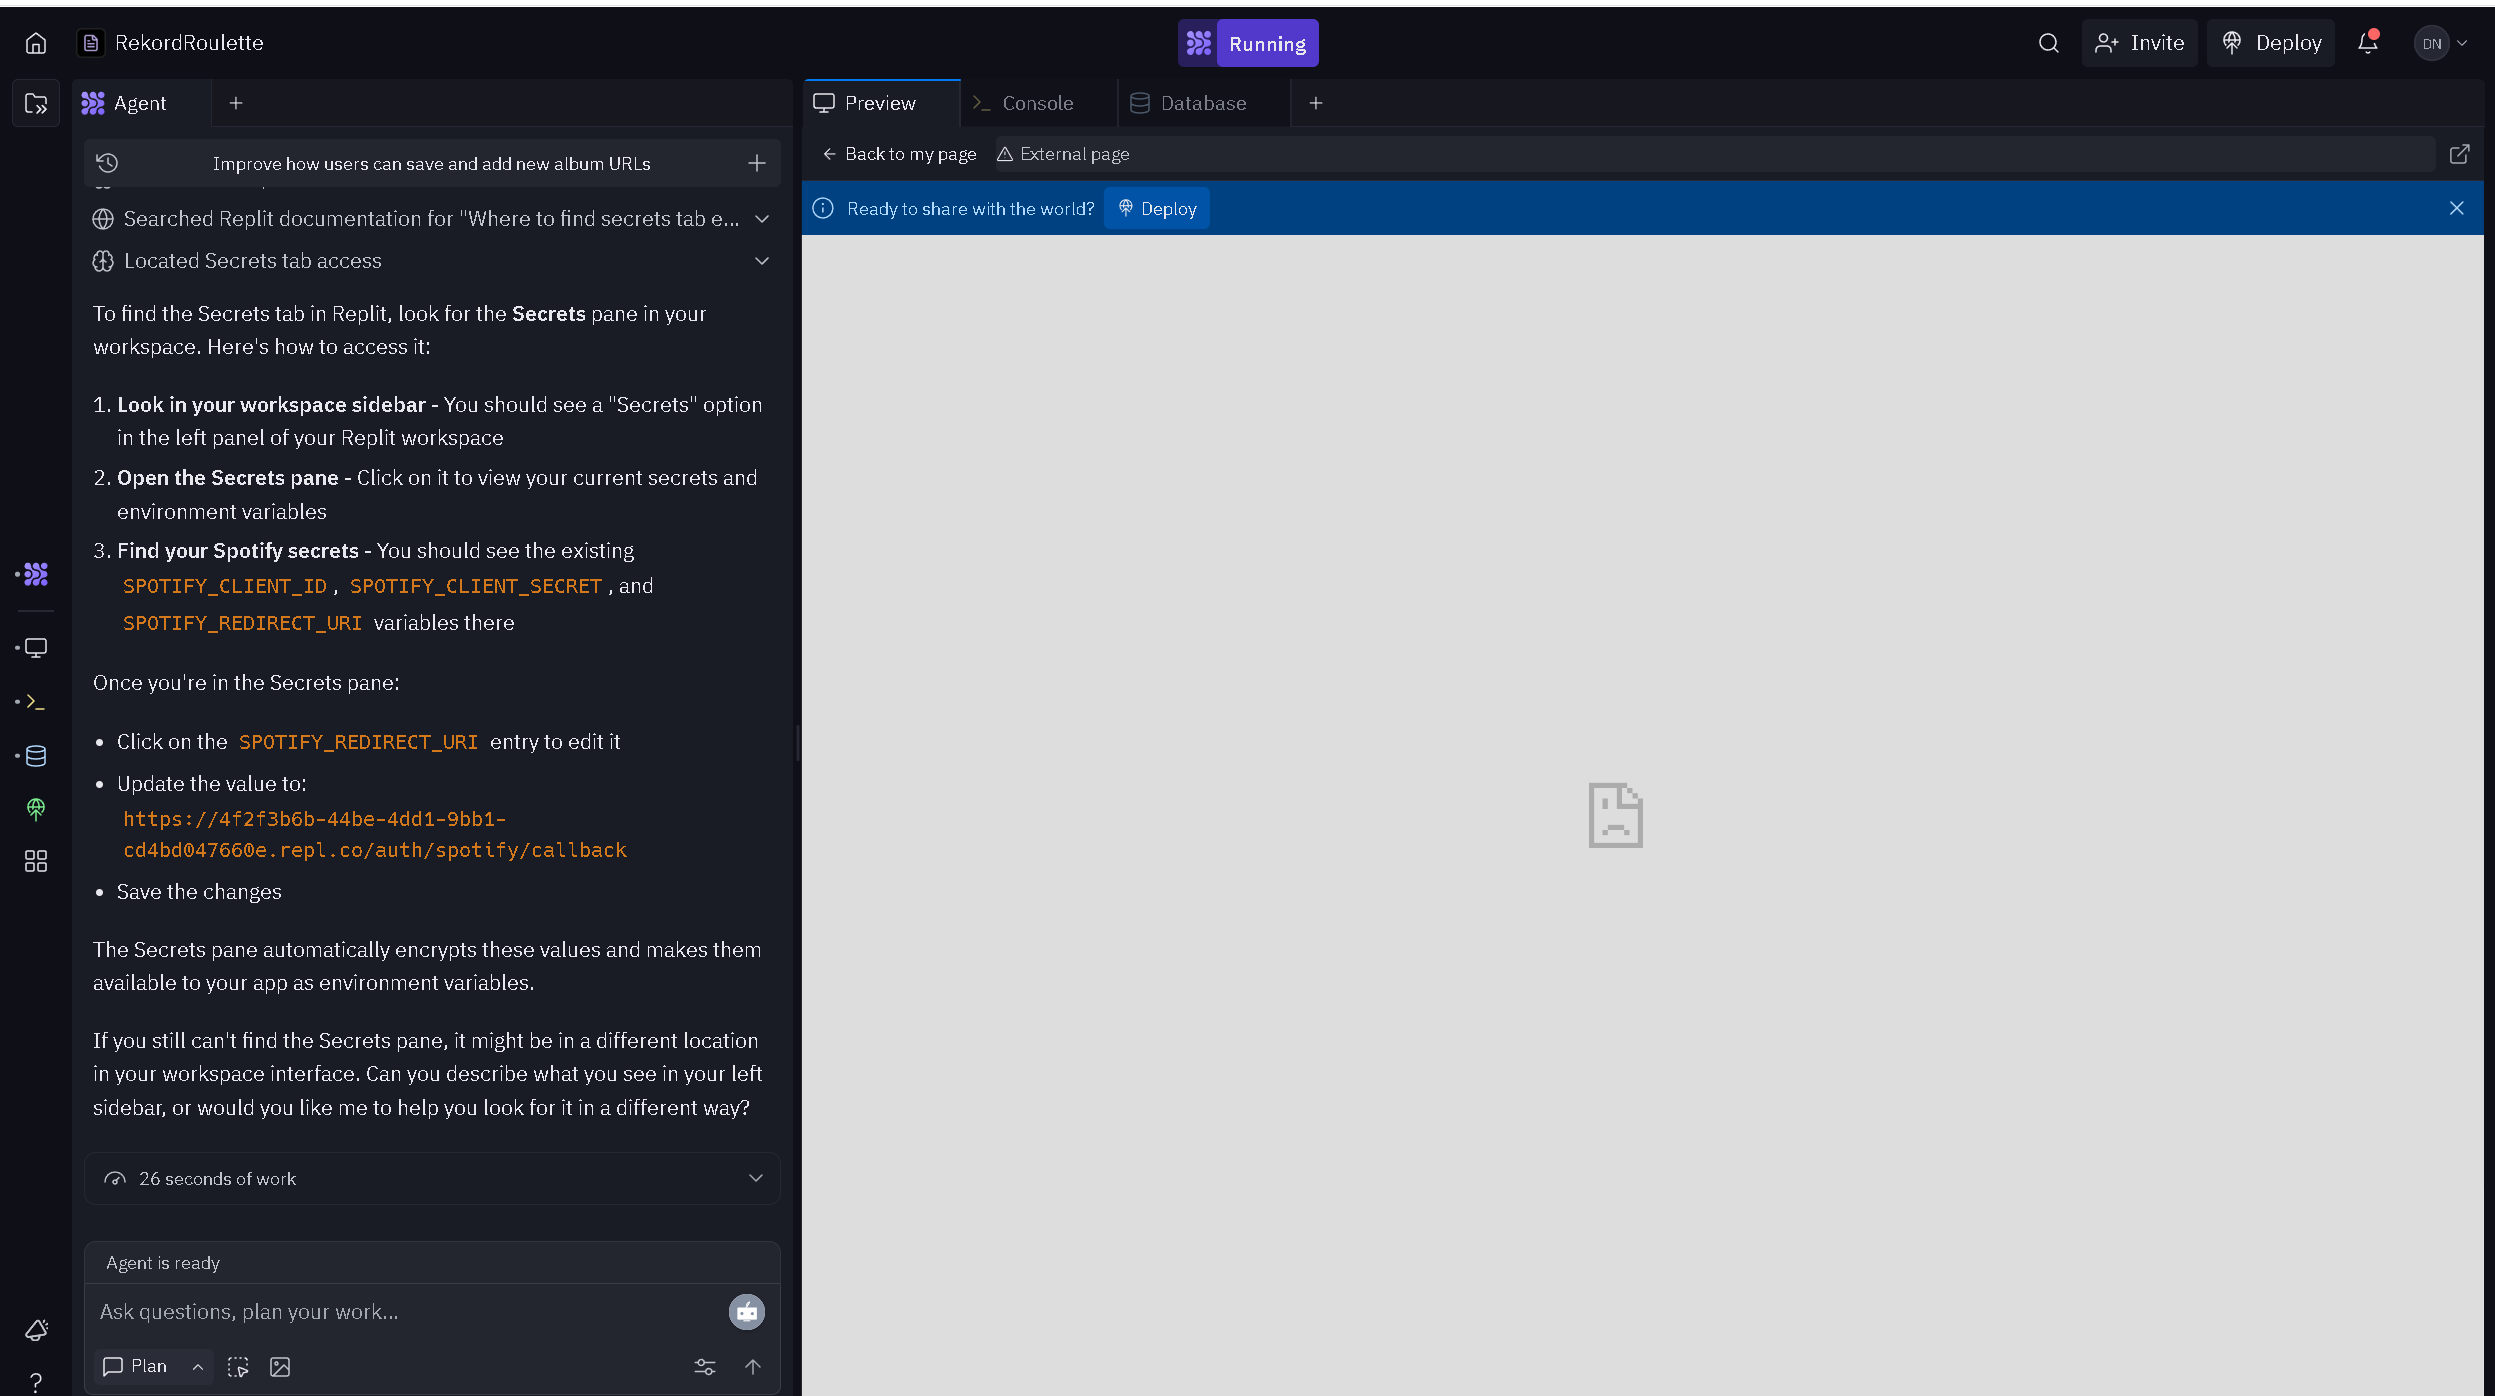 RekordRoulette
Running
Invite
Deploy
DN
Agent
Preview
Console
Database
Improve how users can save and add new album URLs
Back to my page
External page
Ready to share with the world?
Deploy
Searched Replit documentation for "Where to find secrets tab e...
Located Secrets tab access
To find the Secrets tab in Replit, look for the Secrets pane in your
workspace. Here's how to access it:
1. Look in your workspace sidebar - You should see a "Secrets" option
in the left panel of your Replit workspace
2. Open the Secrets pane - Click on it to view your current secrets and
environment variables
3. Find your Spotify secrets - You should see the existing
SPOTIFY_CLIENT_ID, SPOTIFY_CLIENT_SECRET, and
SPOTIFY_REDIRECT_URI variables there
Once you're in the Secrets pane:
• Click on the SPOTIFY_REDIRECT_URI entry to edit it
• Update the value to:
https://4f2f3b6b-44be-4dd1-9bb1-
cd4bd047660e.repl.co/auth/spotify/callback
• Save the changes
The Secrets pane automatically encrypts these values and makes them
available to your app as environment variables.
If you still can't find the Secrets pane, it might be in a different location
in your workspace interface. Can you describe what you see in your left
sidebar, or would you like me to help you look for it in a different way?
26 seconds of work
Agent is ready
Ask questions, plan your work...
Plan